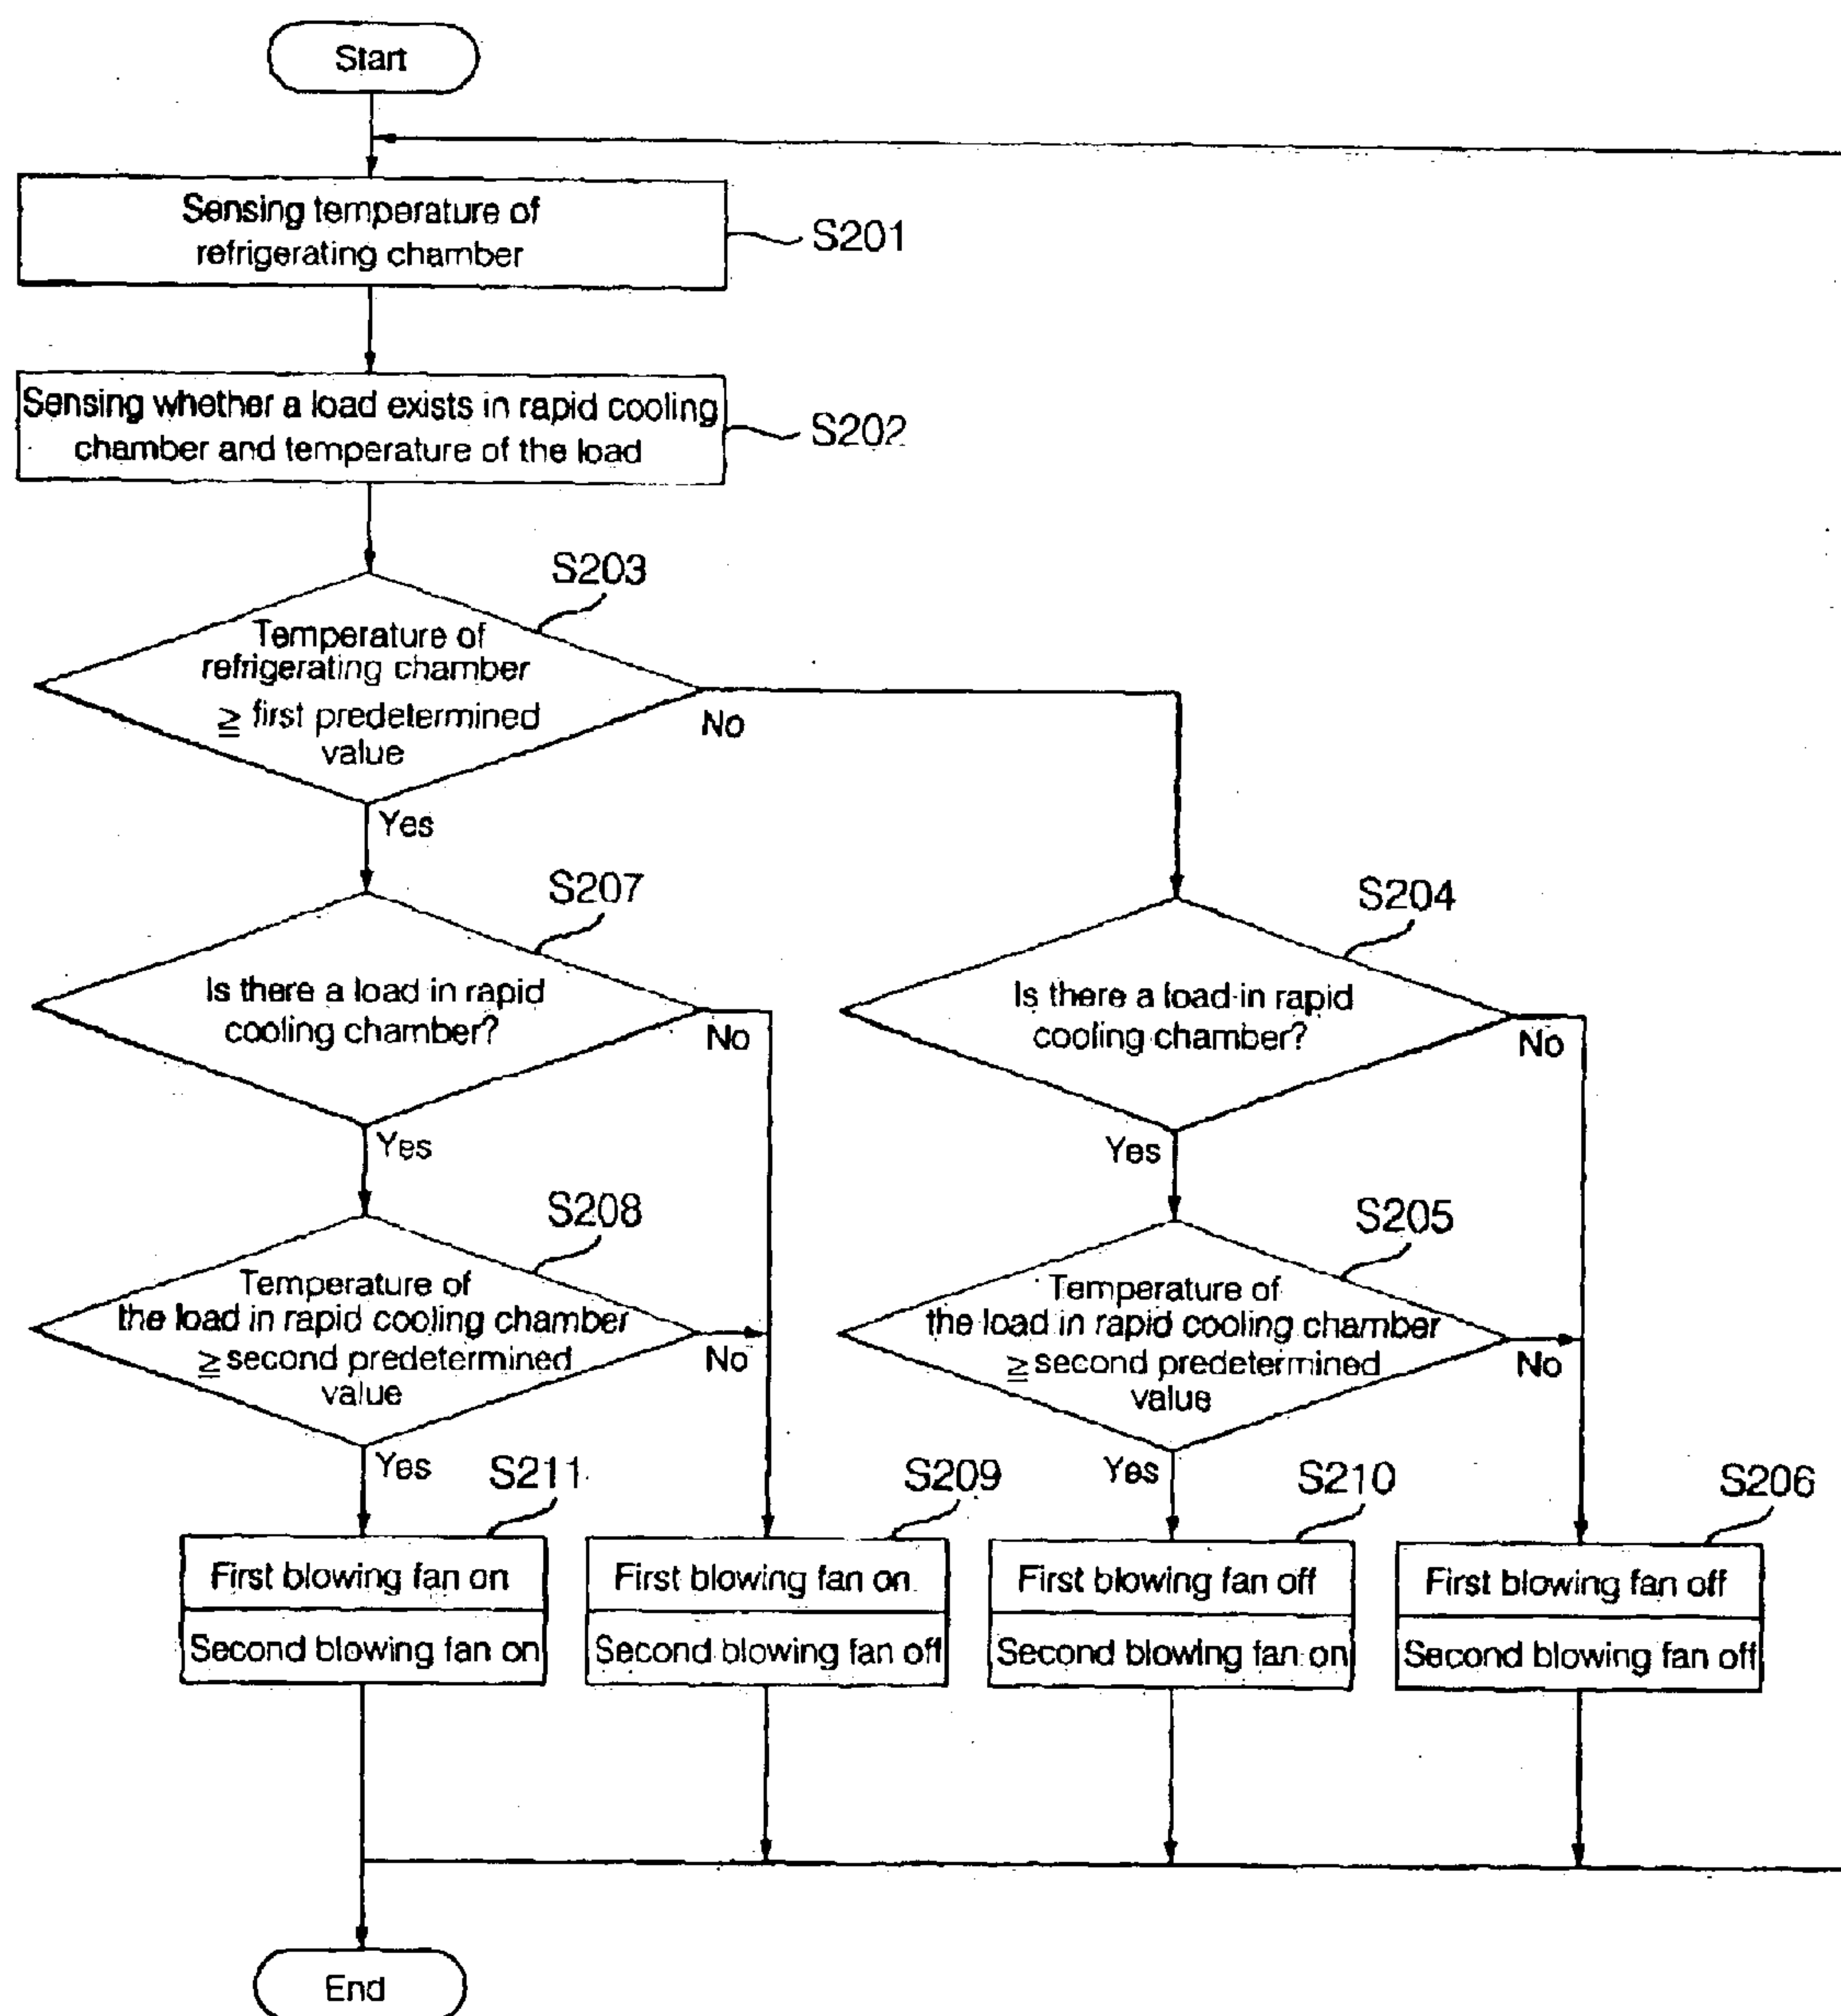 Start
Sensing temperature of
refrigerating chamber
S201
Sensing whether a load exists in rapid cooling
chamber and temperature of the load
S202
S203
Temperature of
refrigerating chamber
≧ first predetermined
value
No
Yes
S207
Is there a load in rapid
cooling chamber?
No
Yes
S204
Is there a load in rapid
cooling chamber?
No
Yes
S208
Temperature of
the load in rapid cooling chamber
≧ second predetermined
value
No
Yes
S205
Temperature of
the load in rapid cooling chamber
≧ second predetermined
value
No
Yes
S211
First blowing fan on
Second blowing fan on
S209
First blowing fan on
Second blowing fan off
S210
First blowing fan off
Second blowing fan on
S206
First blowing fan off
Second blowing fan off
End